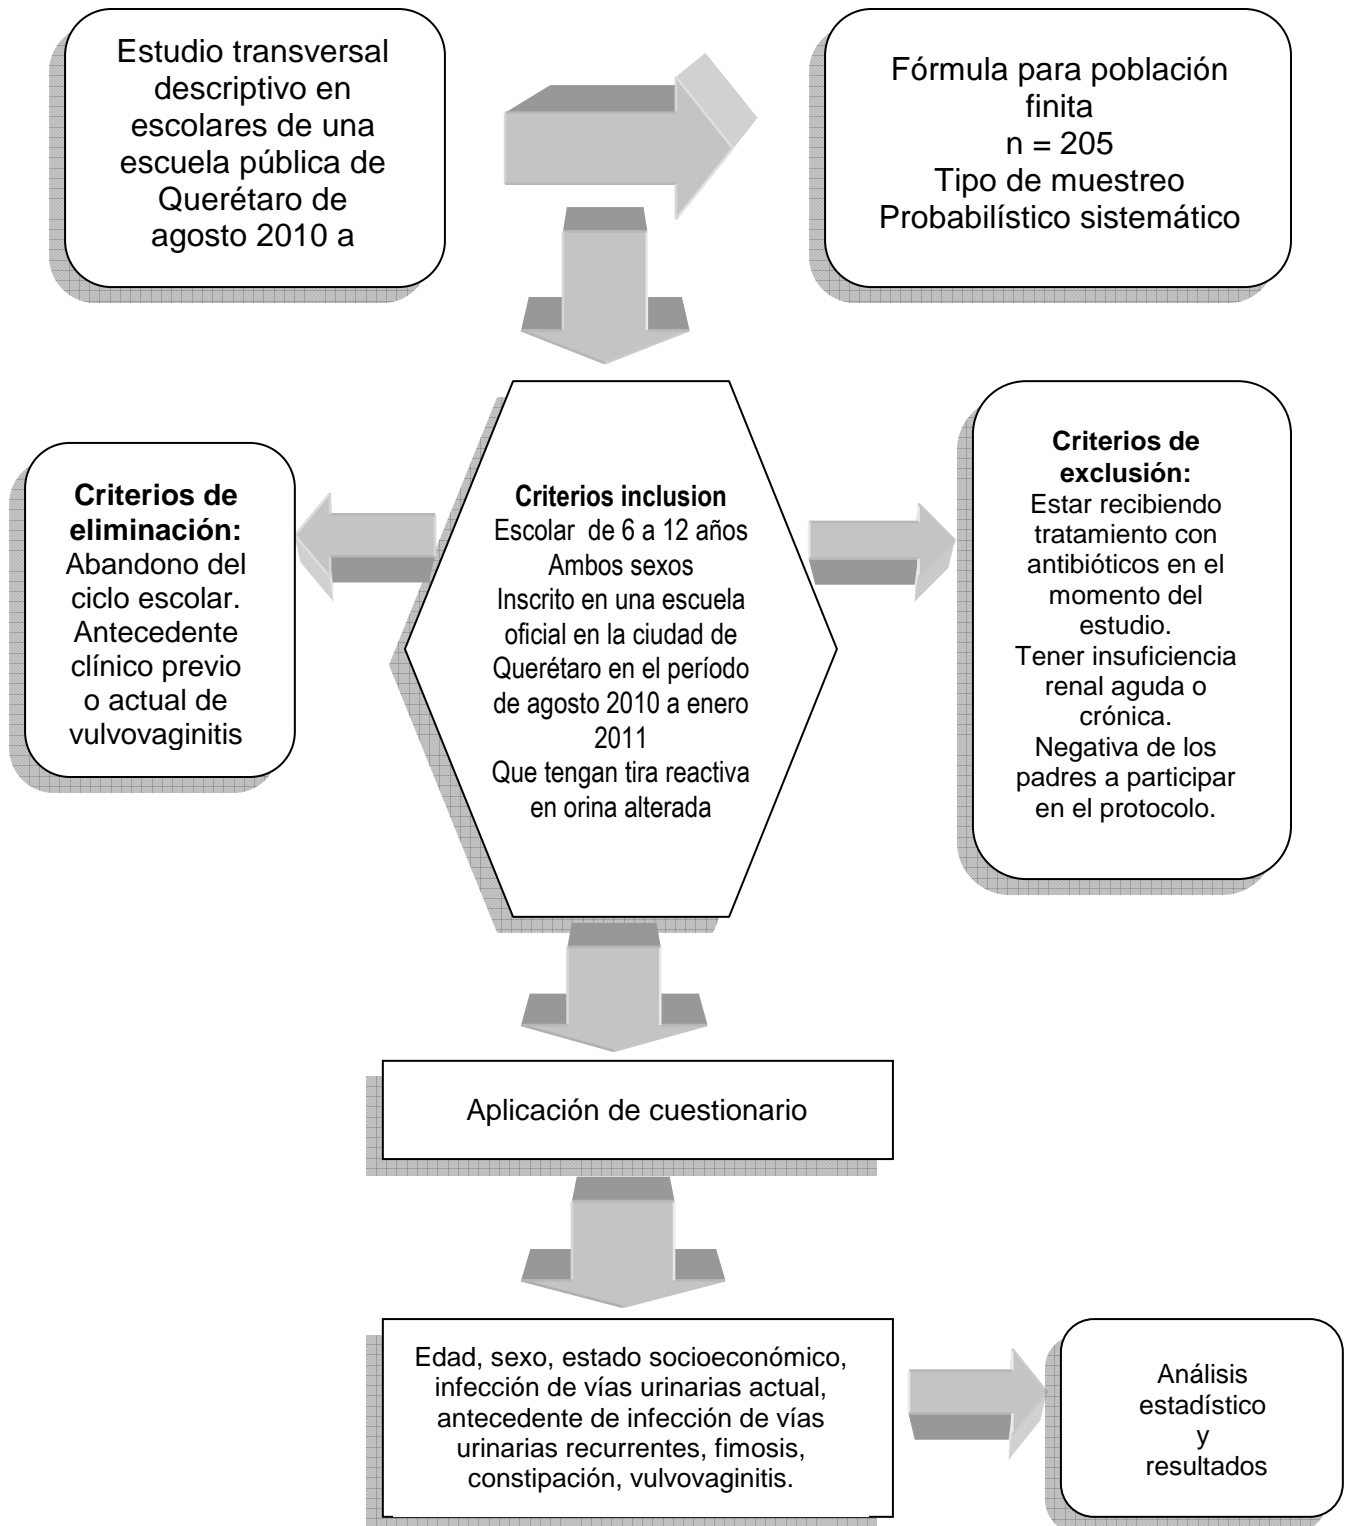 Estudio transversal
descriptivo en
escolares de una
escuela pública de
Querétaro de
agosto 2010 a
Fórmula para población
finita
n = 205
Tipo de muestreo
Probabilístico sistemático
Criterios de
eliminación:
Abandono del
ciclo escolar.
Antecedente
clínico previo
o actual de
vulvovaginitis
Criterios inclusion
Escolar de 6 a 12 años
Ambos sexos
Inscrito en una escuela
oficial en la ciudad de
Querétaro en el período
de agosto 2010 a enero
2011
Que tengan tira reactiva
en orina alterada
Criterios de
exclusión:
Estar recibiendo
tratamiento con
antibióticos en el
momento del
estudio.
Tener insuficiencia
renal aguda o
crónica.
Negativa de los
padres a participar
en el protocolo.
Aplicación de cuestionario
Edad, sexo, estado socioeconómico,
infección de vías urinarias actual,
antecedente de infección de vías
urinarias recurrentes, fimosis,
constipación, vulvovaginitis.
Análisis
estadístico
y
resultados